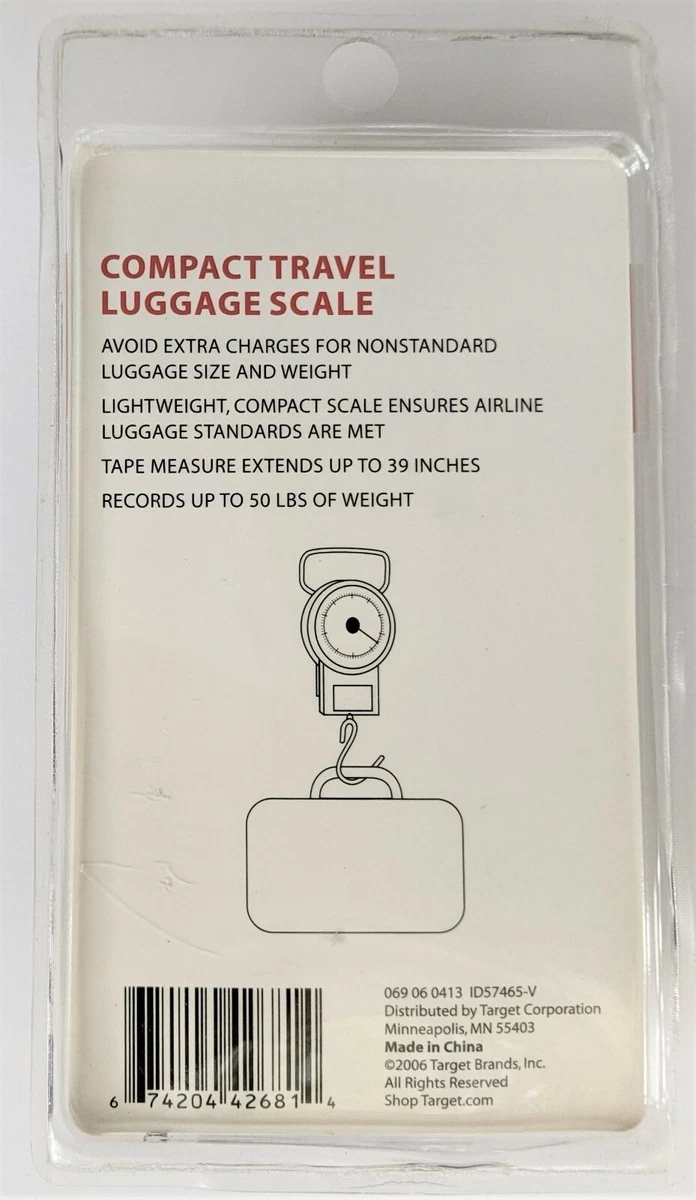 COMPACT TRAVEL
LUGGAGE SCALE
AVOID EXTRA CHARGES FOR NONSTANDARD
LUGGAGE SIZE AND WEIGHT
LIGHTWEIGHT, COMPACT SCALE ENSURES AIRLINE
LUGGAGE STANDARDS ARE MET
TAPE MEASURE EXTENDS UP TO 39 INCHES
RECORDS UP TO 50 LBS OF WEIGHT
6 74204 42681 4
069 06 0413 ID57465-V
Distributed by Target Corporation
Minneapolis, MN 55403
Made in China
©2006 Target Brands, Inc.
All Rights Reserved
Shop Target.com